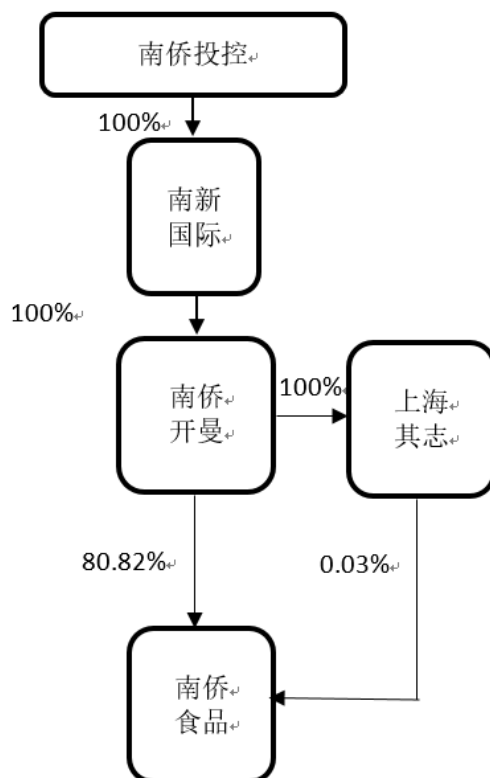 南侨投控
100%
南新
国际
100%
南侨
开曼
100%
上海
其志
80.82%
0.03%
南侨
食品